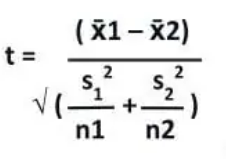 t = (x̄1 – x̄2)
√ (s₁²/n1 + s₂²/n2)